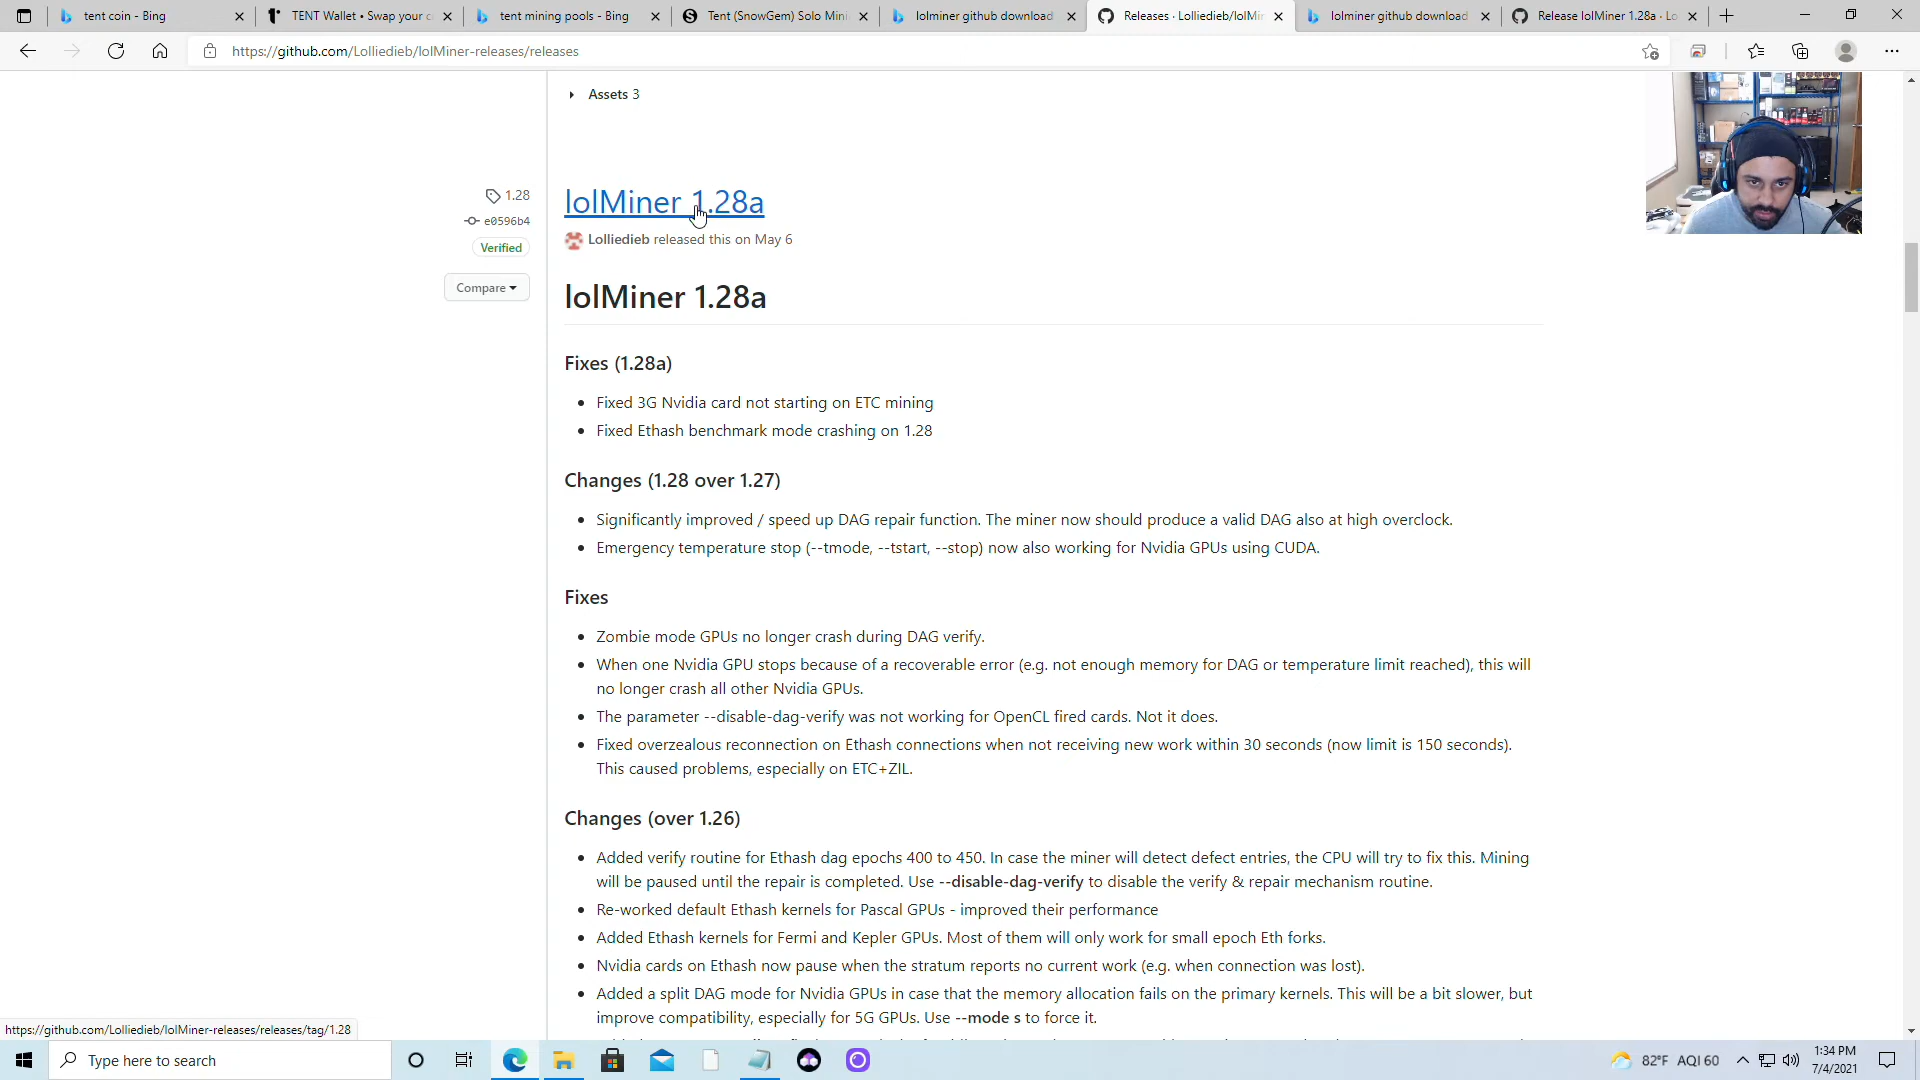 tent coin - Bing
TENT Wallet • Swap your c
tent mining pools - Bing
Tent (SnowGem) Solo Mini
lolminer github download
Releases · Lolliedieb/lolMi
lolminer github download
Release lolMiner 1.28a · Lo
https://github.com/Lolliedieb/lolMiner-releases/releases
Assets 3
1.28
e0596b4
Verified
Compare
lolMiner 1.28a
Lolliedieb released this on May 6
lolMiner 1.28a
Fixes (1.28a)
Fixed 3G Nvidia card not starting on ETC mining
Fixed Ethash benchmark mode crashing on 1.28
Changes (1.28 over 1.27)
Significantly improved / speed up DAG repair function. The miner now should produce a valid DAG also at high overclock.
Emergency temperature stop (--tmode, --tstart, --stop) now also working for Nvidia GPUs using CUDA.
Fixes
Zombie mode GPUs no longer crash during DAG verify.
When one Nvidia GPU stops because of a recoverable error (e.g. not enough memory for DAG or temperature limit reached), this will
no longer crash all other Nvidia GPUs.
The parameter --disable-dag-verify was not working for OpenCL fired cards. Not it does.
Fixed overzealous reconnection on Ethash connections when not receiving new work within 30 seconds (now limit is 150 seconds).
This caused problems, especially on ETC+ZIL.
Changes (over 1.26)
Added verify routine for Ethash dag epochs 400 to 450. In case the miner will detect defect entries, the CPU will try to fix this. Mining
will be paused until the repair is completed. Use --disable-dag-verify to disable the verify & repair mechanism routine.
Re-worked default Ethash kernels for Pascal GPUs - improved their performance
Added Ethash kernels for Fermi and Kepler GPUs. Most of them will only work for small epoch Eth forks.
Nvidia cards on Ethash now pause when the stratum reports no current work (e.g. when connection was lost).
Added a split DAG mode for Nvidia GPUs in case that the memory allocation fails on the primary kernels. This will be a bit slower, but
improve compatibility, especially for 5G GPUs. Use --mode s to force it.
https://github.com/Lolliedieb/lolMiner-releases/releases/tag/1.28
Type here to search
82°F AQI 60
1:34 PM
7/4/2021